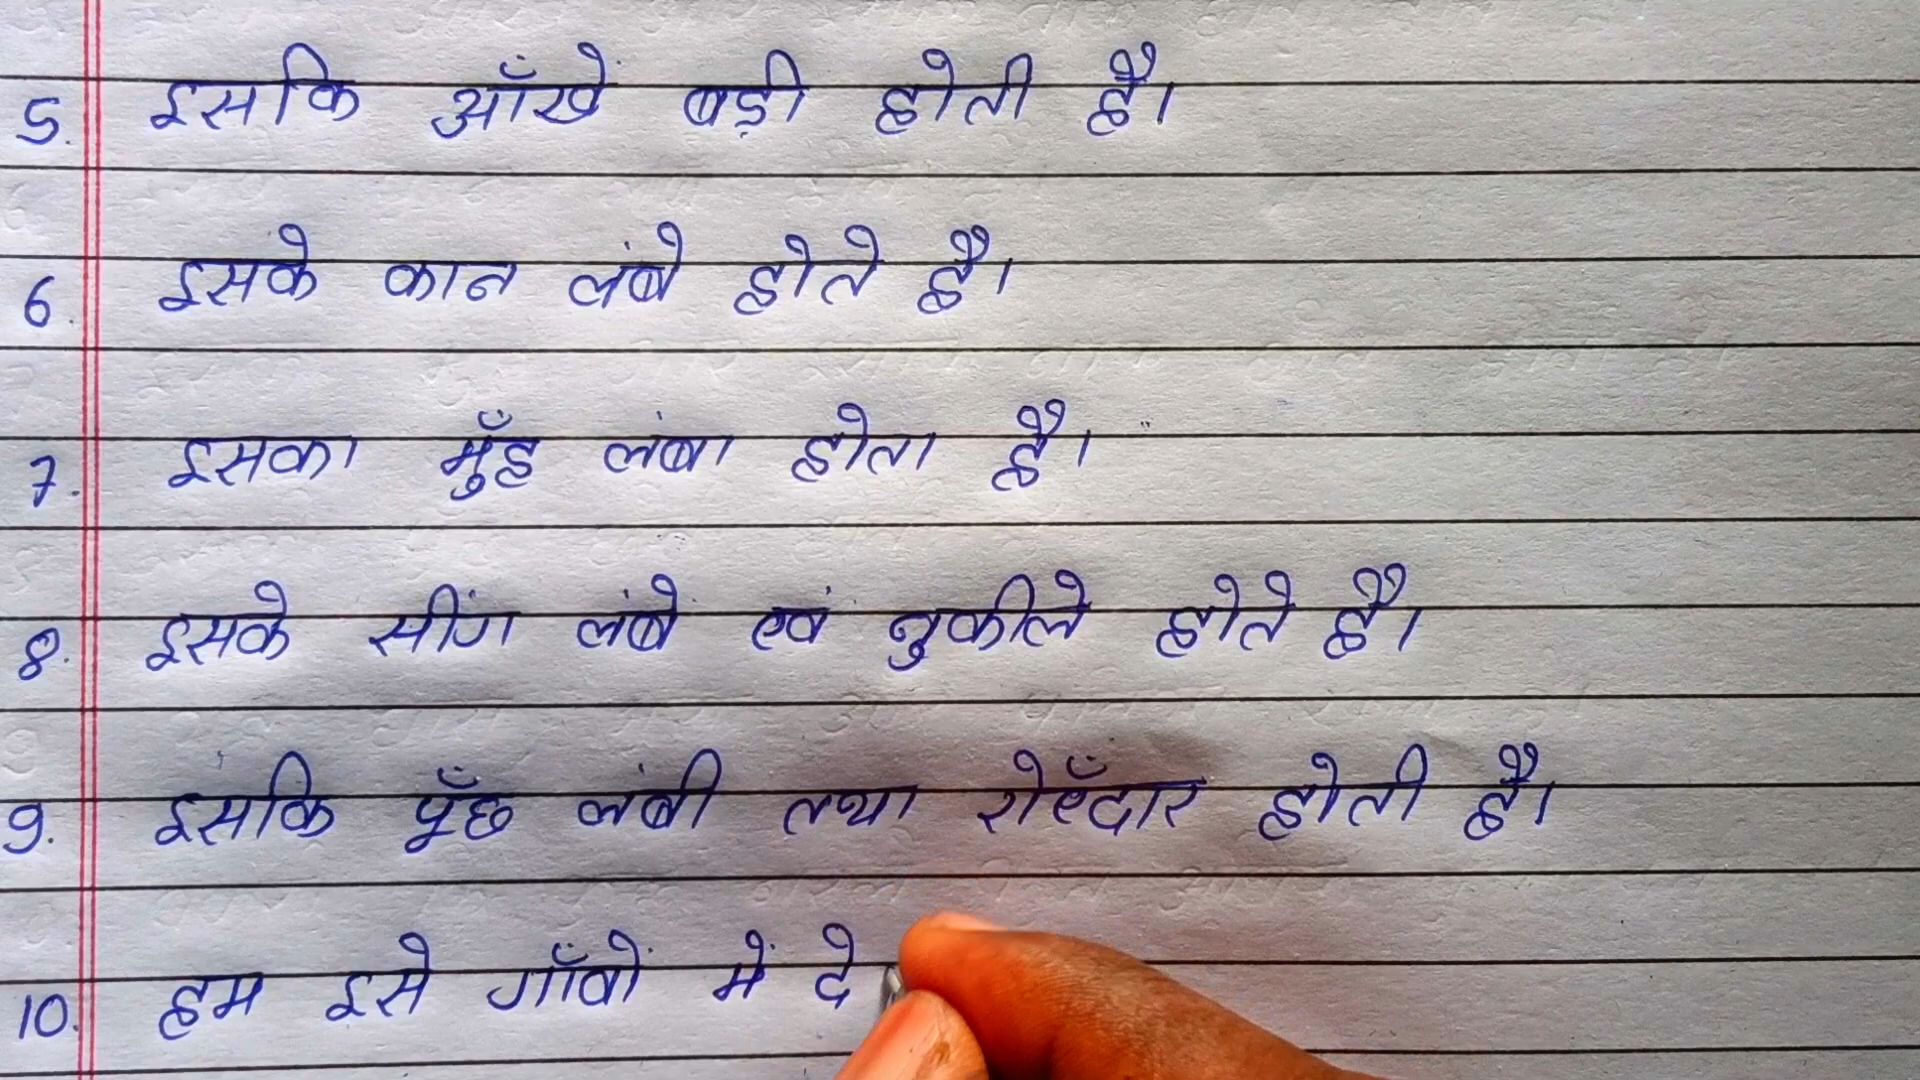 5. इसकि आँखें बड़ी होती है।
6. इसके कान लंबे होते है।
7. इसका मुँह लंबा होता है।
8. इसके सींग लंबे एवं नुकीले होते है।
9. इसकि पूँछ लंबी तथा रोएँदार होती है।
10. हम इसे गाँवों में दे